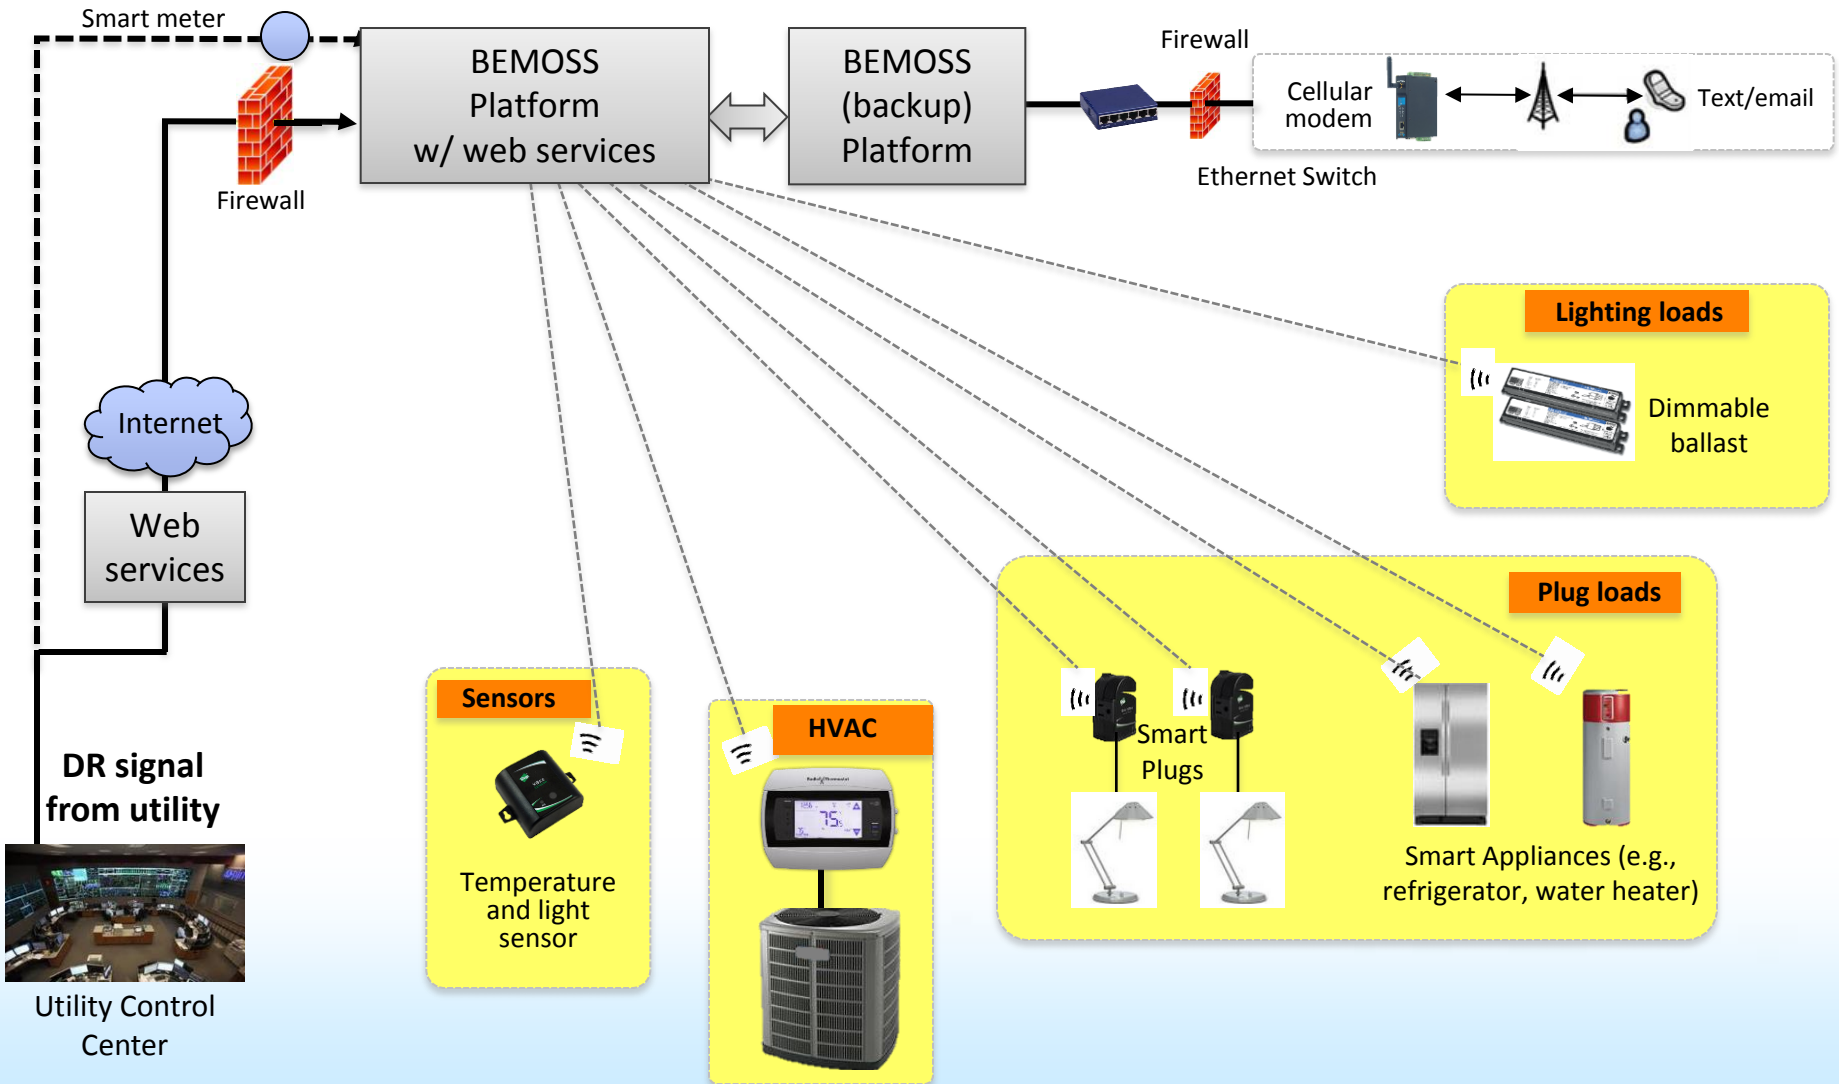 Smart meter
Firewall
BEMOSS
Platform
w/ web services
BEMOSS
(backup)
Platform
Firewall
Ethernet Switch
Cellular
modem
Text/email
Internet
Web
services
DR signal
from utility
Utility Control
Center
Sensors
Temperature
and light
sensor
HVAC
75
Lighting loads
Dimmable
ballast
Plug loads
Smart
Plugs
Smart Appliances (e.g.,
refrigerator, water heater)